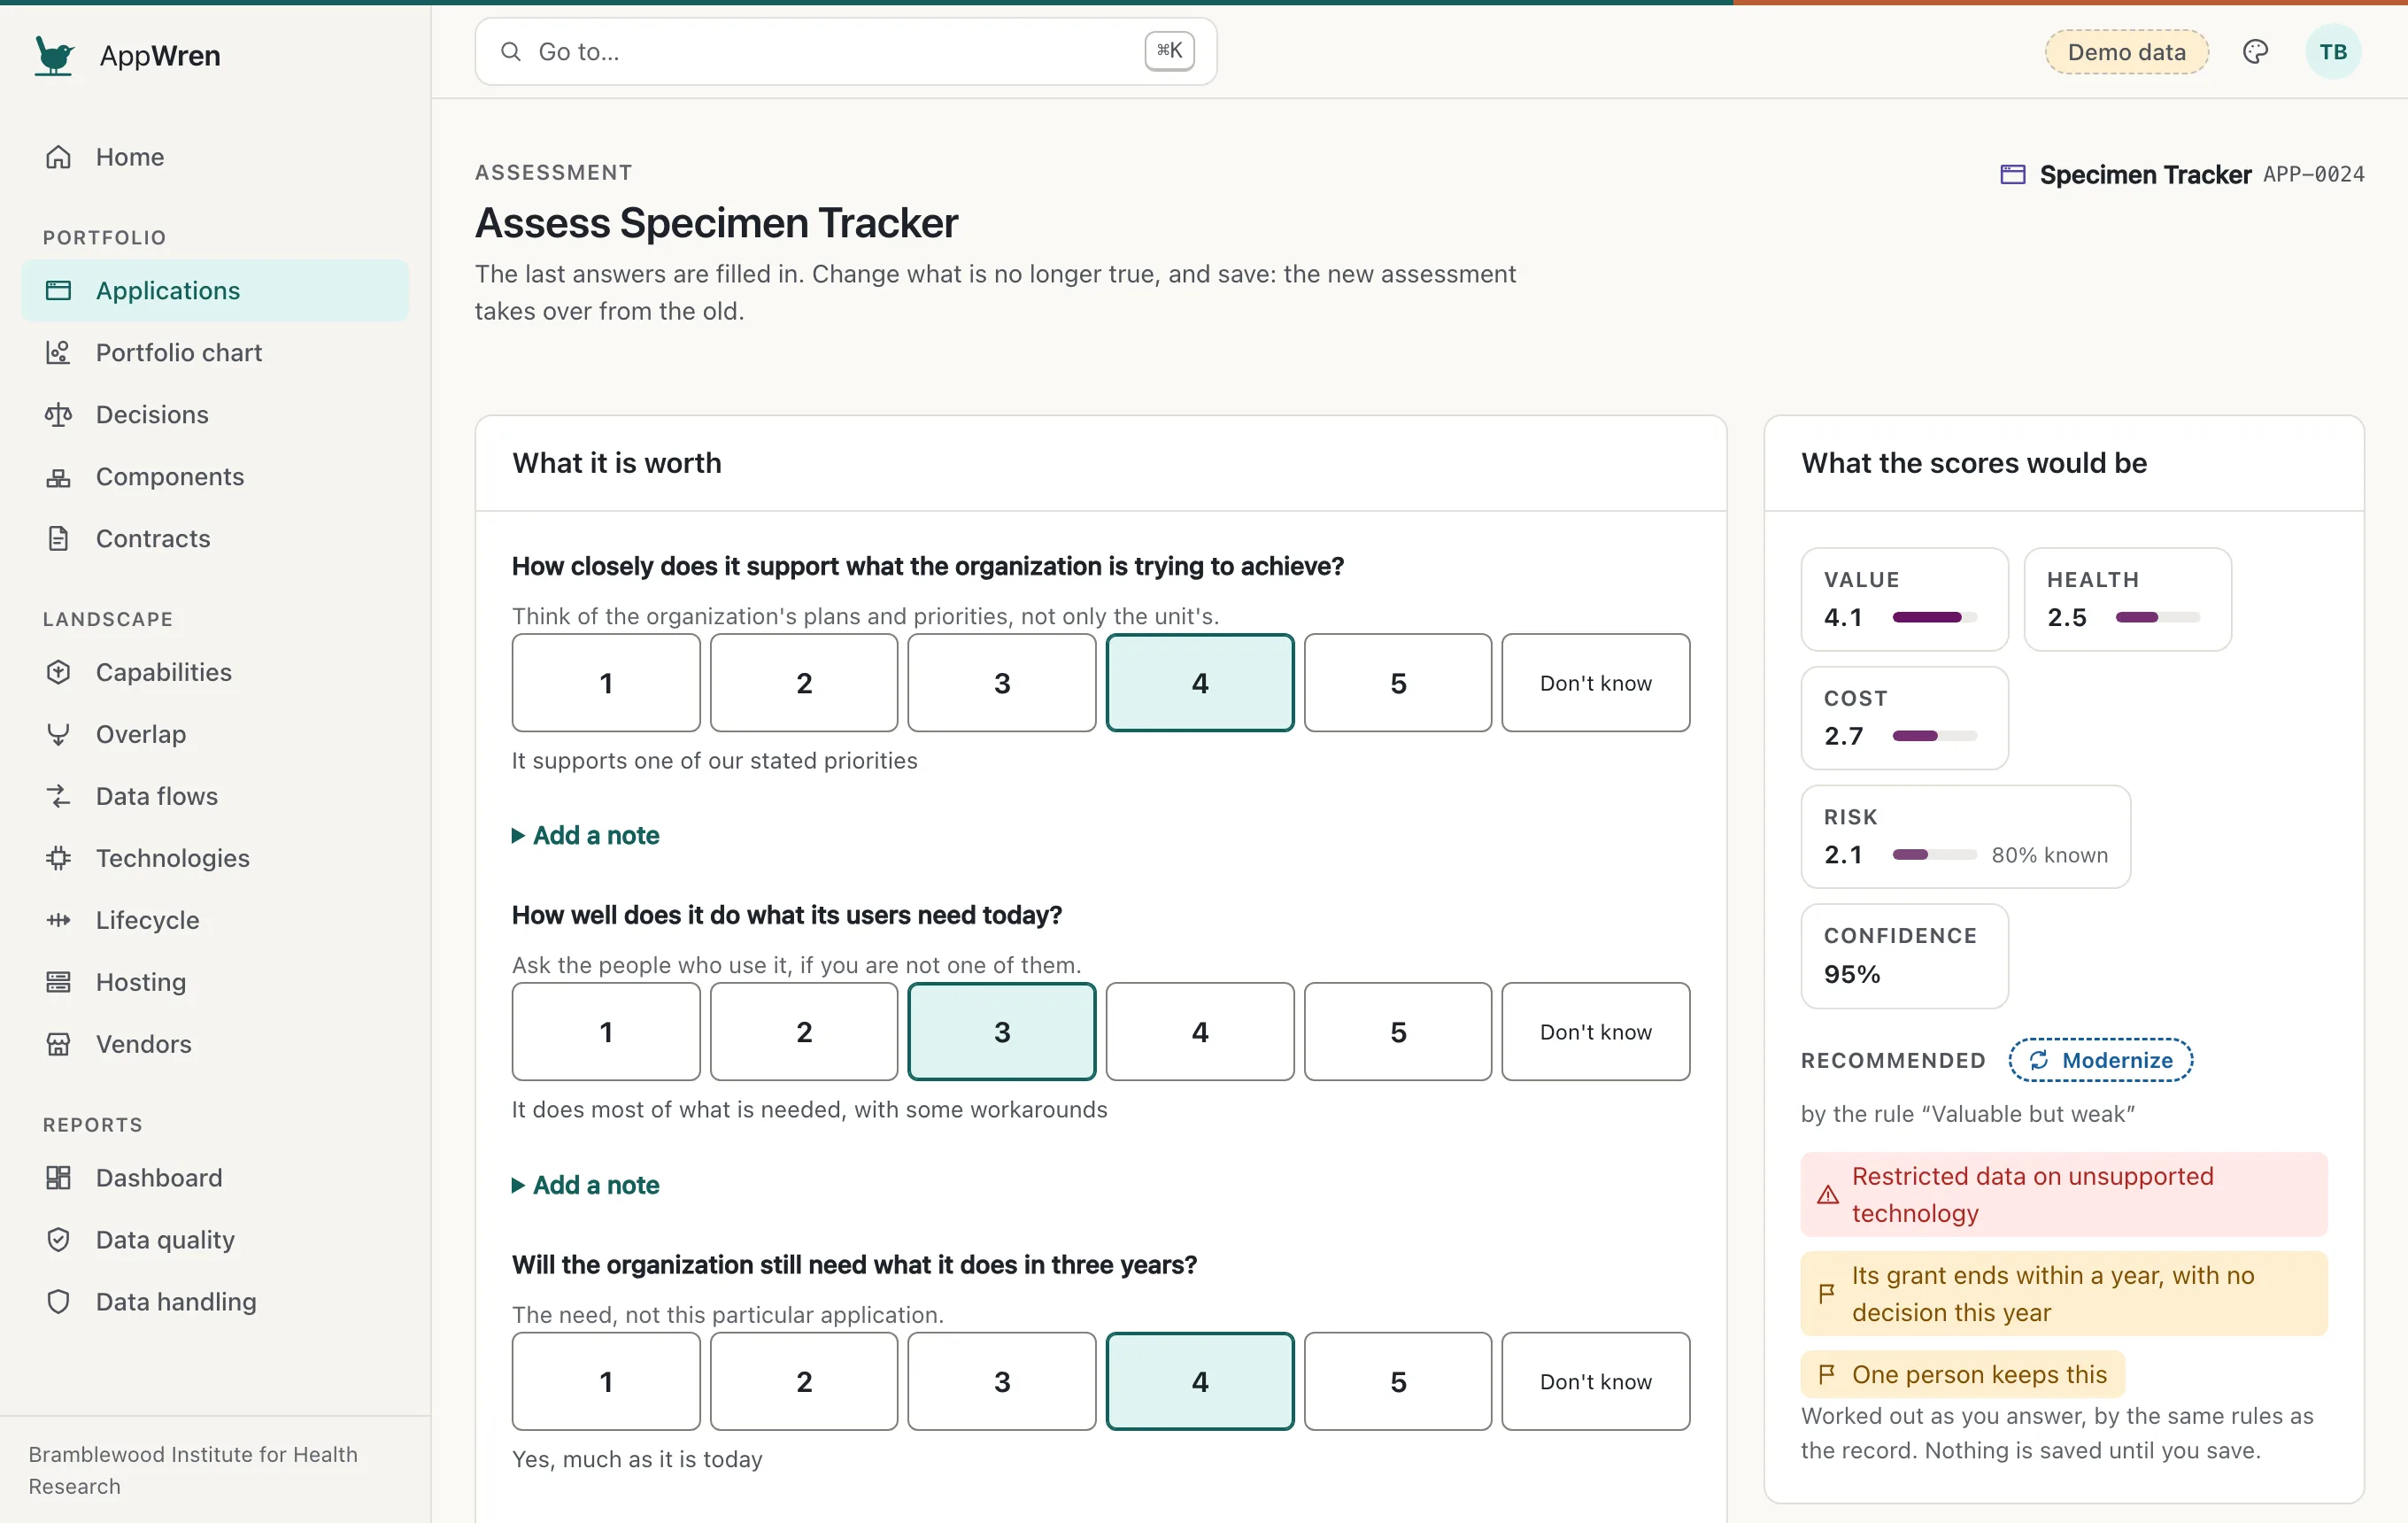 AppWren
Go to...
⌘K
Demo data
TB
Home
PORTFOLIO
Applications
Portfolio chart
Decisions
Components
Contracts
LANDSCAPE
Capabilities
Overlap
Data flows
Technologies
Lifecycle
Hosting
Vendors
REPORTS
Dashboard
Data quality
Data handling
Bramblewood Institute for Health
Research
ASSESSMENT
Assess Specimen Tracker
The last answers are filled in. Change what is no longer true, and save: the new assessment
takes over from the old.
Specimen Tracker APP-0024
What it is worth
How closely does it support what the organization is trying to achieve?
Think of the organization's plans and priorities, not only the unit's.
1 2 3 4 5 Don't know
It supports one of our stated priorities
Add a note
How well does it do what its users need today?
Ask the people who use it, if you are not one of them.
1 2 3 4 5 Don't know
It does most of what is needed, with some workarounds
Add a note
Will the organization still need what it does in three years?
The need, not this particular application.
1 2 3 4 5 Don't know
Yes, much as it is today
What the scores would be
VALUE
4.1
HEALTH
2.5
COST
2.7
RISK
2.1 80% known
CONFIDENCE
95%
RECOMMENDED Modernize
by the rule “Valuable but weak”
Restricted data on unsupported
technology
Its grant ends within a year, with no
decision this year
One person keeps this
Worked out as you answer, by the same rules as
the record. Nothing is saved until you save.